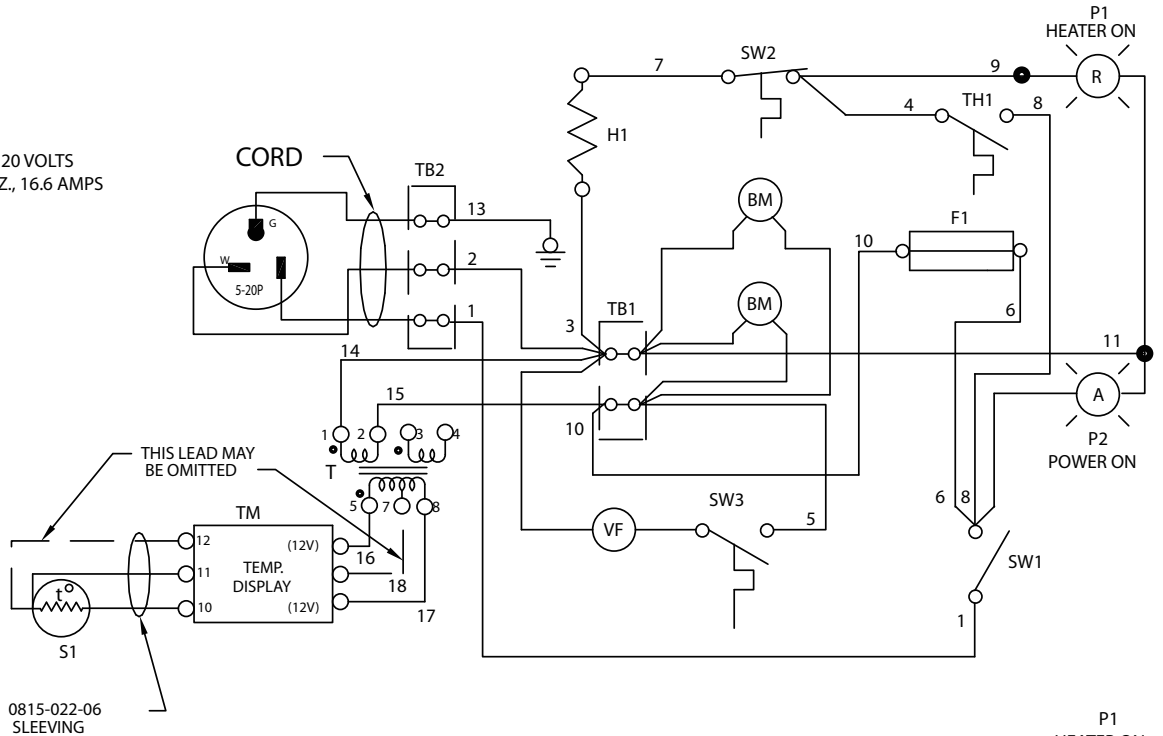 P1
HEATER ON
SW2
7
9
R
4
TH1
8
H1
20 VOLTS
Z., 16.6 AMPS
CORD
TB2
13
G
W
5-20P
2
1
BM
F1
10
6
BM
TB1
3
11
14
15
10
A
P2
POWER ON
1
2
3
4
T
5
7
8
THIS LEAD MAY
BE OMITTED
TM
12
11
10
(12V)
TEMP.
DISPLAY
(12V)
16
18
17
t°
S1
VF
SW3
5
6
8
SW1
1
0815-022-06
SLEEVING
P1